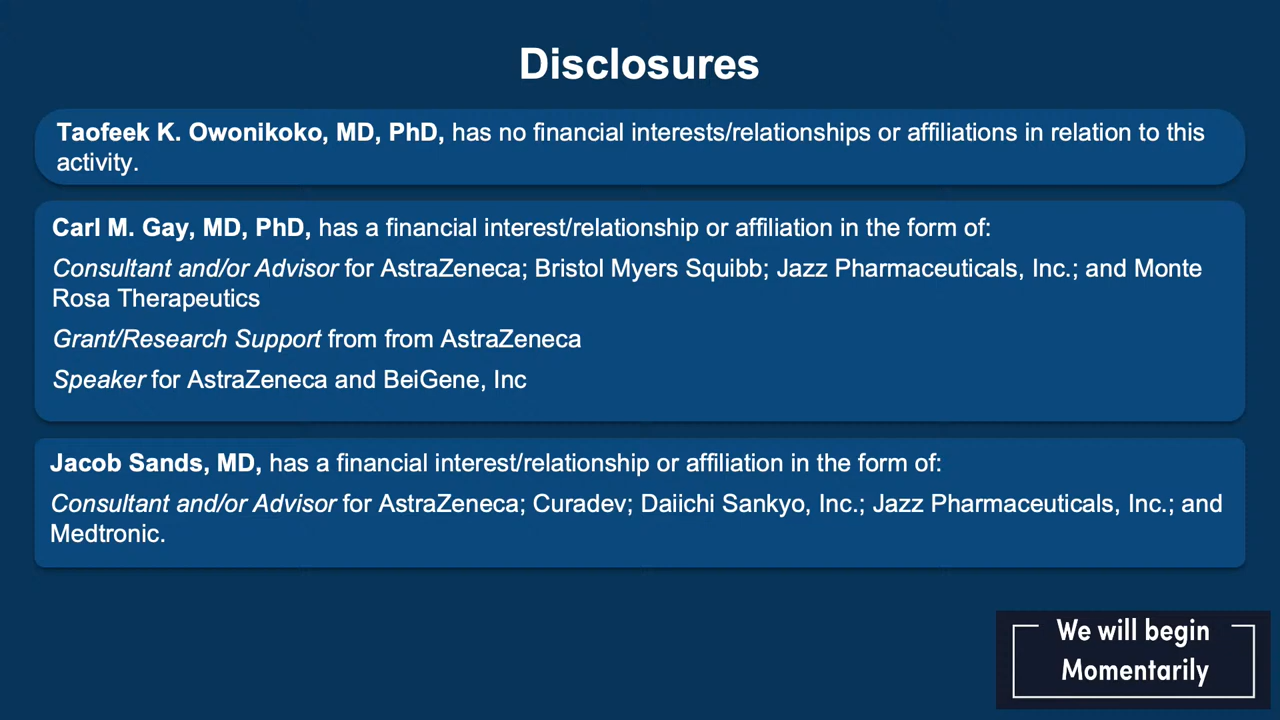 Disclosures
Taofeek K. Owonikoko, MD, PhD, has no financial interests/relationships or affiliations in relation to this
activity.
Carl M. Gay, MD, PhD, has a financial interest/relationship or affiliation in the form of:
Consultant and/or Advisor for AstraZeneca; Bristol Myers Squibb; Jazz Pharmaceuticals, Inc.; and Monte
Rosa Therapeutics
Grant/Research Support from from AstraZeneca
Speaker for AstraZeneca and BeiGene, Inc
Jacob Sands, MD, has a financial interest/relationship or affiliation in the form of:
Consultant and/or Advisor for AstraZeneca; Curadev; Daiichi Sankyo, Inc.; Jazz Pharmaceuticals, Inc.; and
Medtronic.
We will begin
Momentarily